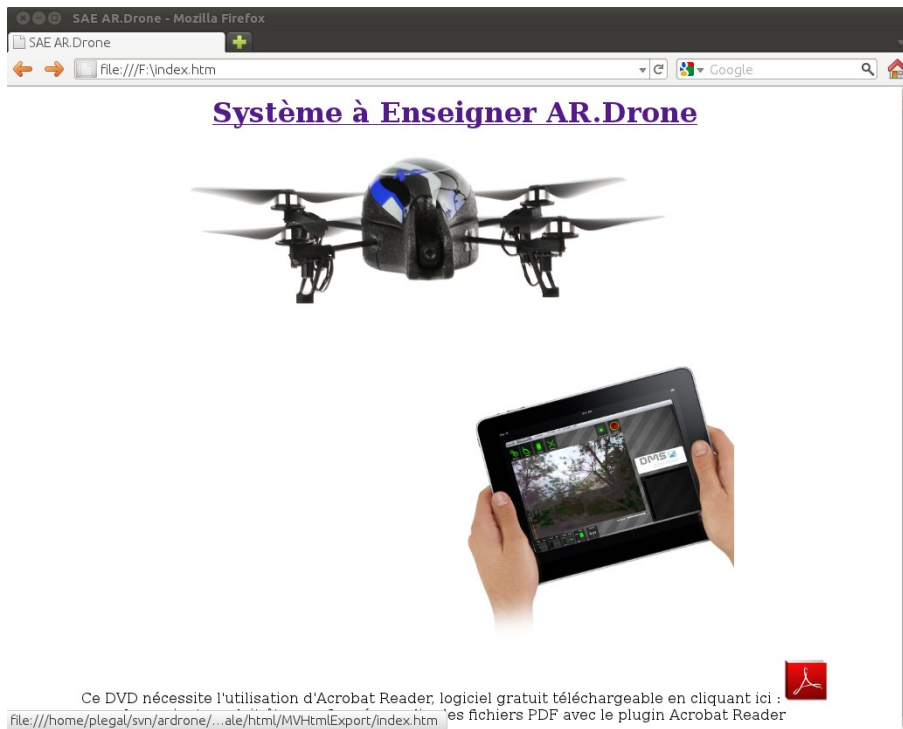 SAE AR.Drone - Mozilla Firefox
SAE AR.Drone
file:///F:\index.htm
Google
Système à Enseigner AR.Drone
DMS
Ce DVD nécessite l'utilisation d'Acrobat Reader, logiciel gratuit téléchargeable en cliquant ici :
les fichiers PDF avec le plugin Acrobat Reader
file:///home/plegal/svn/ardrone/…ale/html/MVHtmlExport/index.htm